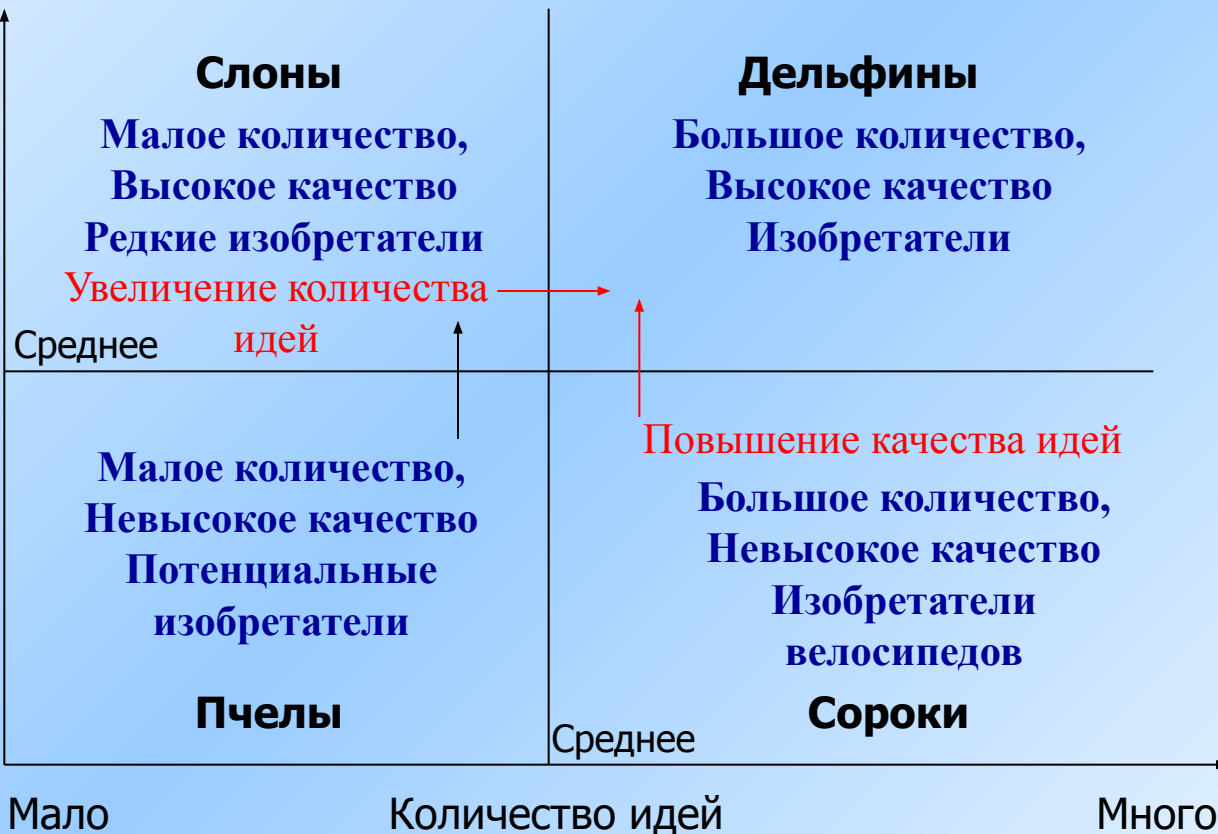 Слоны
Малое количество,
Высокое качество
Редкие изобретатели
Увеличение количества
идей
Среднее
Дельфины
Большое количество,
Высокое качество
Изобретатели
Малое количество,
Невысокое качество
Потенциальные
изобретатели
Пчелы
Повышение качества идей
Большое количество,
Невысокое качество
Изобретатели
велосипедов
Сороки
Среднее
Мало
Количество идей
Много